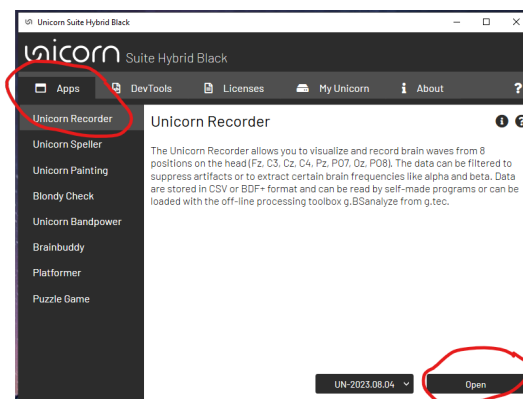 Unicorn Suite Hybrid Black
unicorn Suite Hybrid Black
Apps DevTools Licenses My Unicorn About ?
Unicorn Recorder
Unicorn Speller
Unicorn Painting
Blondy Check
Unicorn Bandpower
Brainbuddy
Platformer
Puzzle Game
Unicorn Recorder
The Unicorn Recorder allows you to visualize and record brain waves from 8
positions on the head (Fz, C3, Cz, C4, Pz, PO7, Oz, PO8). The data can be filtered to
suppress artifacts or to extract certain brain frequencies like alpha and beta. Data
are stored in CSV or BDF+ format and can be read by self-made programs or can be
loaded with the off-line processing toolbox g.BSanalyze from g.tec.
UN-2023.08.04 Open